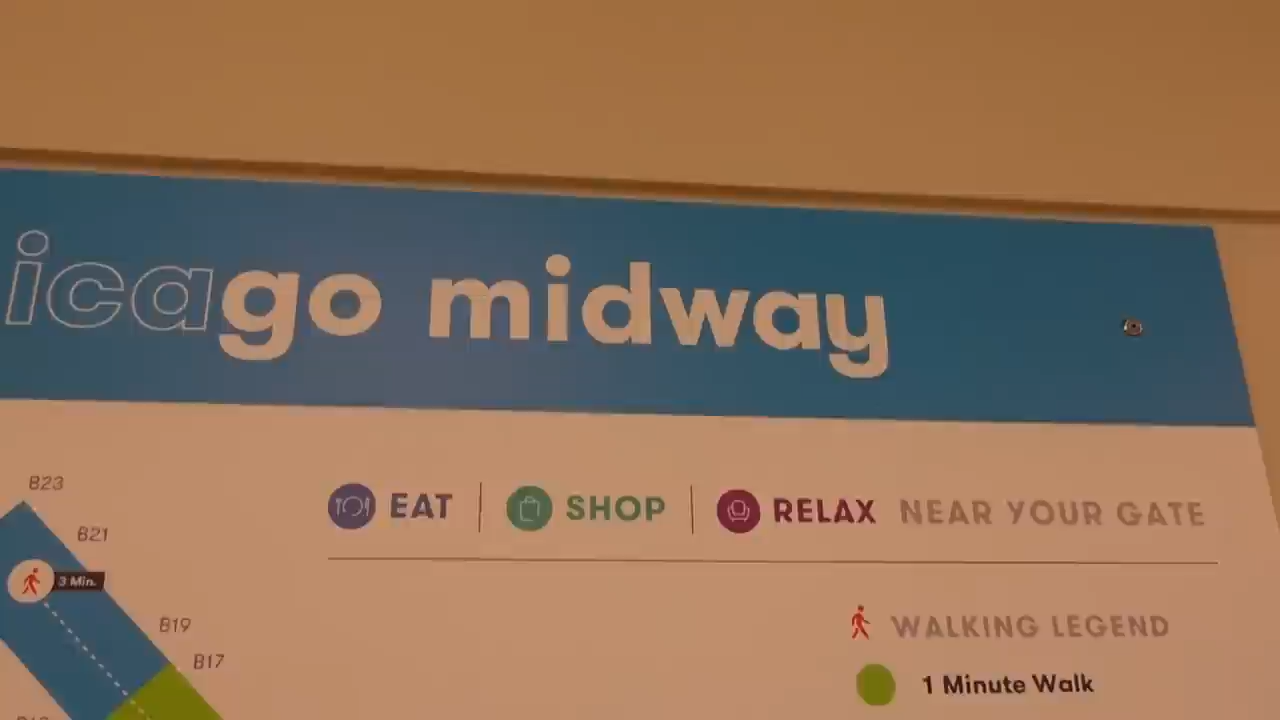 icago midway
B23
EAT SHOP RELAX NEAR YOUR GATE
B21
3 Min.
B19
WALKING LEGEND
B17
1 Minute Walk